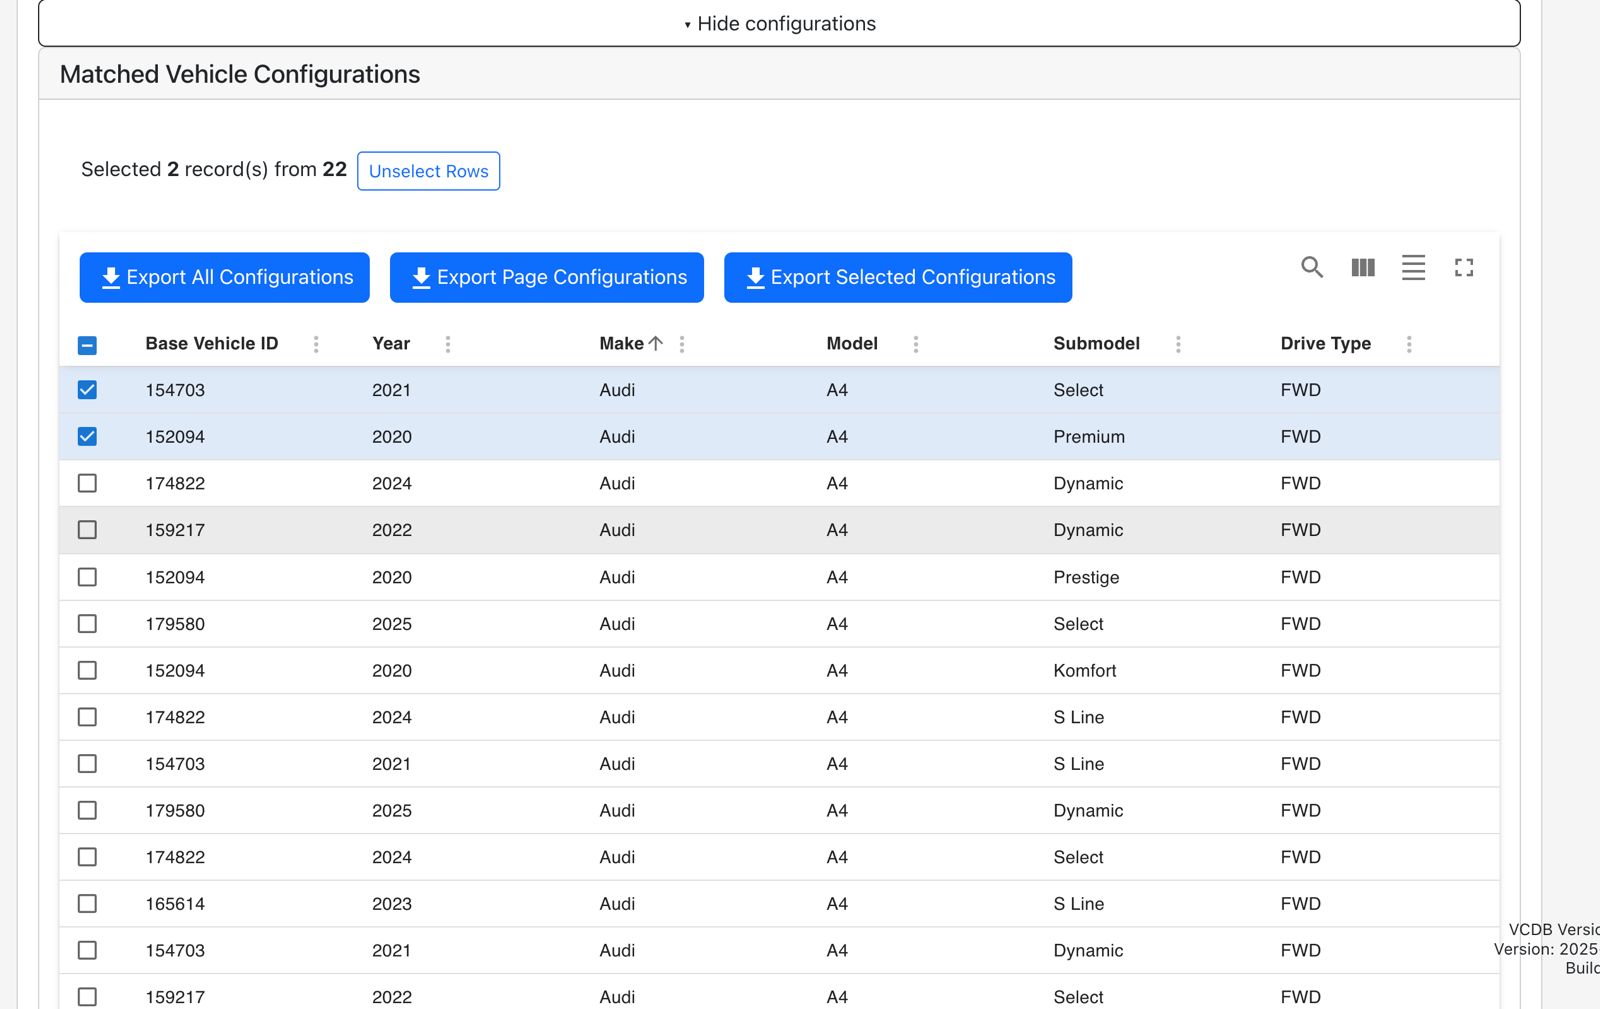 ▾ Hide configurations
Matched Vehicle Configurations
Selected 2 record(s) from 22 Unselect Rows
Export All Configurations Export Page Configurations Export Selected Configurations
Base Vehicle ID Year Make Model Submodel Drive Type
154703 2021 Audi A4 Select FWD
152094 2020 Audi A4 Premium FWD
174822 2024 Audi A4 Dynamic FWD
159217 2022 Audi A4 Dynamic FWD
152094 2020 Audi A4 Prestige FWD
179580 2025 Audi A4 Select FWD
152094 2020 Audi A4 Komfort FWD
174822 2024 Audi A4 S Line FWD
154703 2021 Audi A4 S Line FWD
179580 2025 Audi A4 Dynamic FWD
174822 2024 Audi A4 Select FWD
165614 2023 Audi A4 S Line FWD
154703 2021 Audi A4 Dynamic FWD
159217 2022 Audi A4 Select FWD
VCDB Versio
Version: 2025
Build